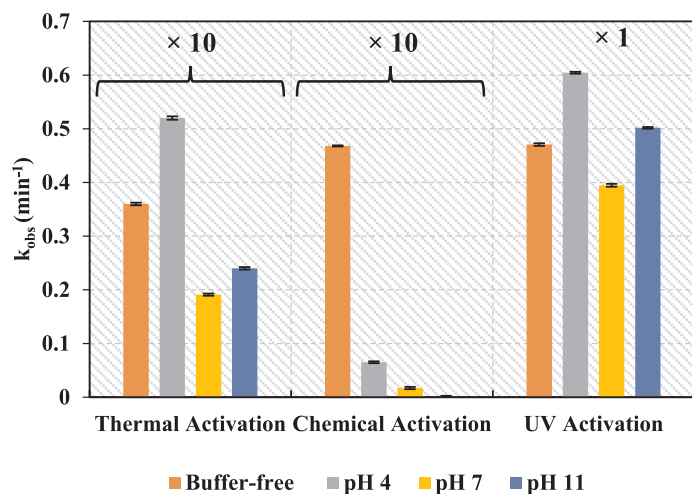 0.7
0.6
0.5
0.4
0.3
0.2
0.1
0
k_obs (min⁻¹)
× 10
× 10
× 1
Thermal Activation
Chemical Activation
UV Activation
Buffer-free
pH 4
pH 7
pH 11